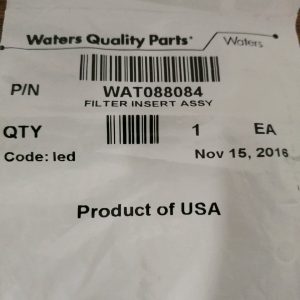 Waters Quality Parts Waters
P/N WAT088084
FILTER INSERT ASSY
QTY 1 EA
Code: led Nov 15, 2016
Product of USA